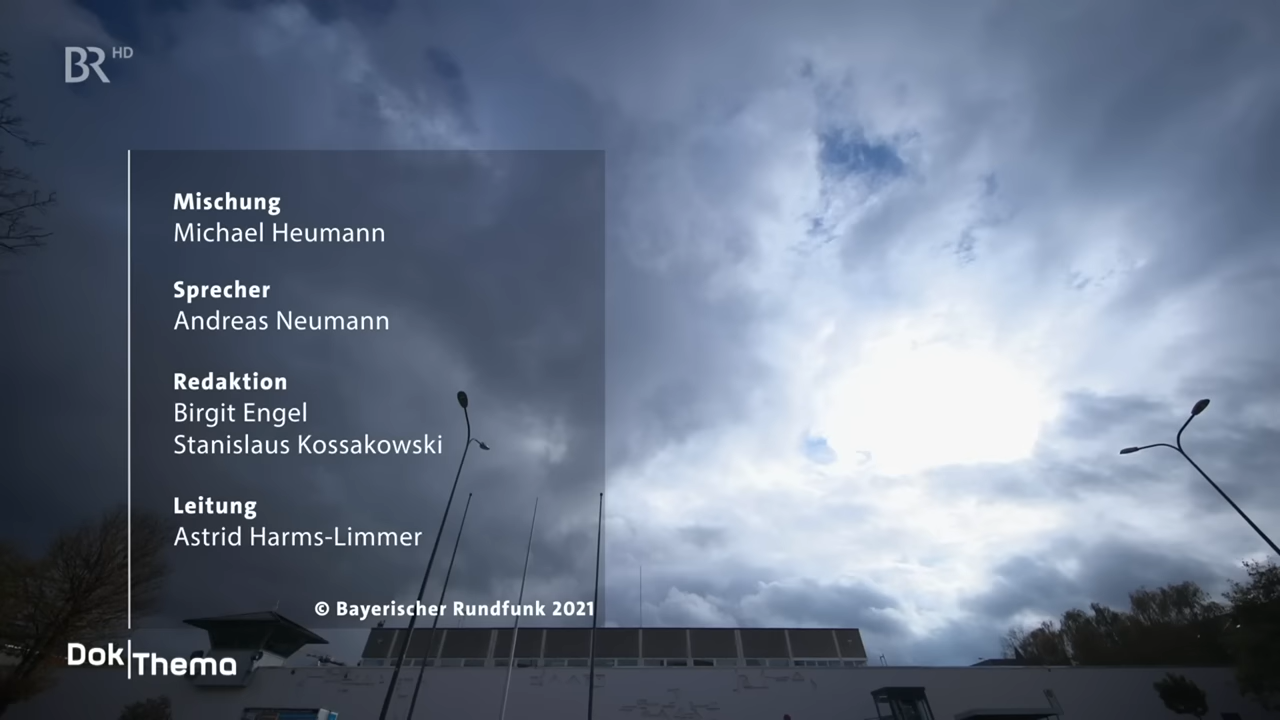 BR HD
Mischung
Michael Heumann
Sprecher
Andreas Neumann
Redaktion
Birgit Engel
Stanislaus Kossakowski
Leitung
Astrid Harms-Limmer
© Bayerischer Rundfunk 2021
Dok Thema